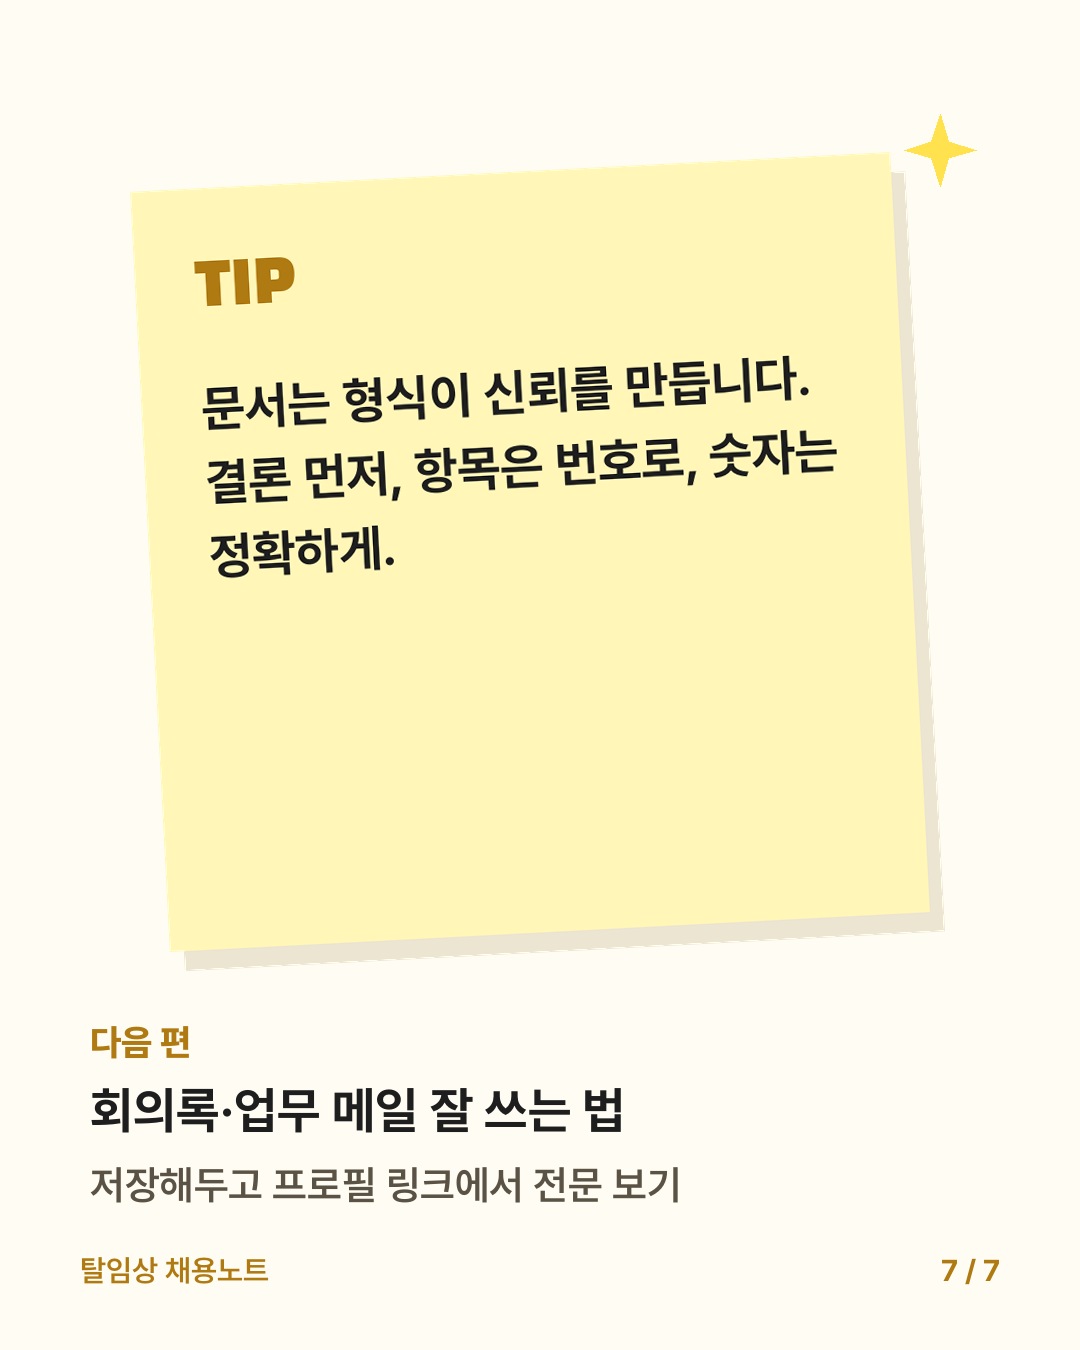 TIP
문서는 형식이 신뢰를 만듭니다.
결론 먼저, 항목은 번호로, 숫자는
정확하게.
다음 편
회의록·업무 메일 잘 쓰는 법
저장해두고 프로필 링크에서 전문 보기
탈임상 채용노트
7 / 7